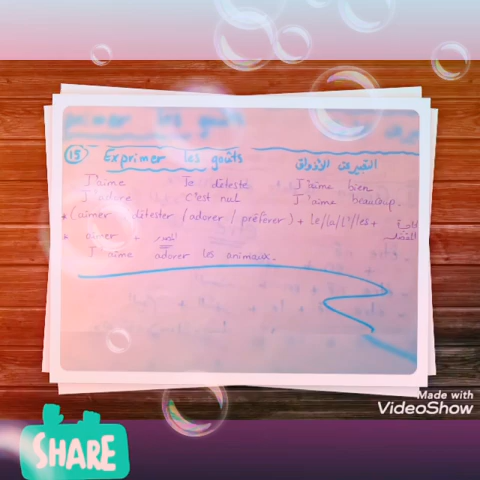 15 Exprimer les goûts التعبير عن الأذواق
J'aime Je déteste J'aime bien
J'adore C'est nul J'aime beaucoup.
* (aimer détester / adorer / préférer) + le/la/l'/les +
* aimer +
J'aime adorer les animaux.
SHARE
Made with
VideoShow